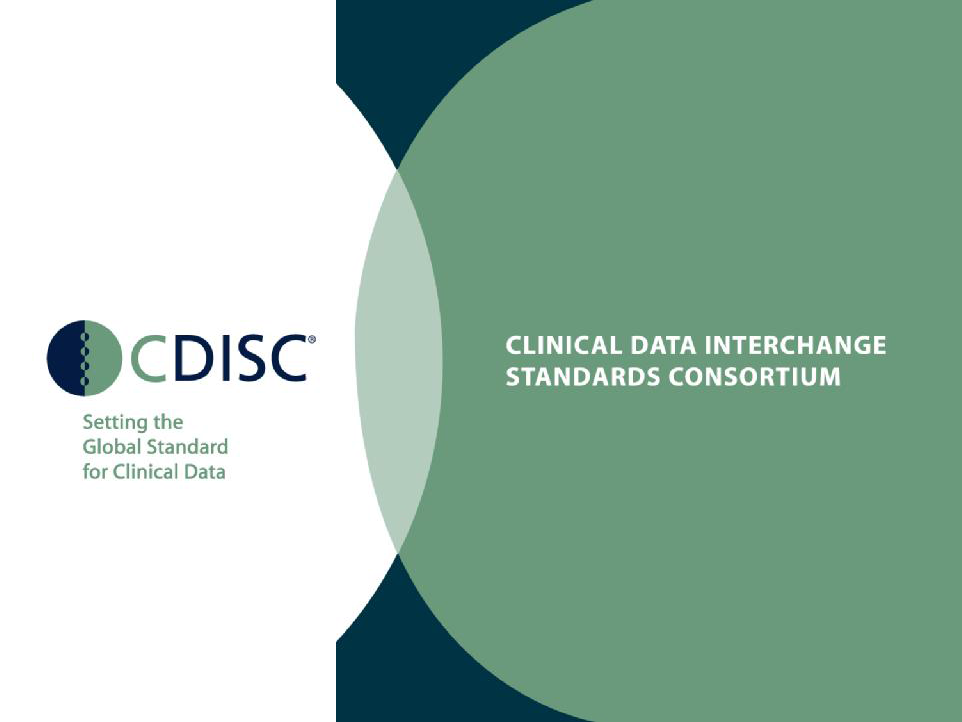 CDISC®
Setting the
Global Standard
for Clinical Data
CLINICAL DATA INTERCHANGE
STANDARDS CONSORTIUM